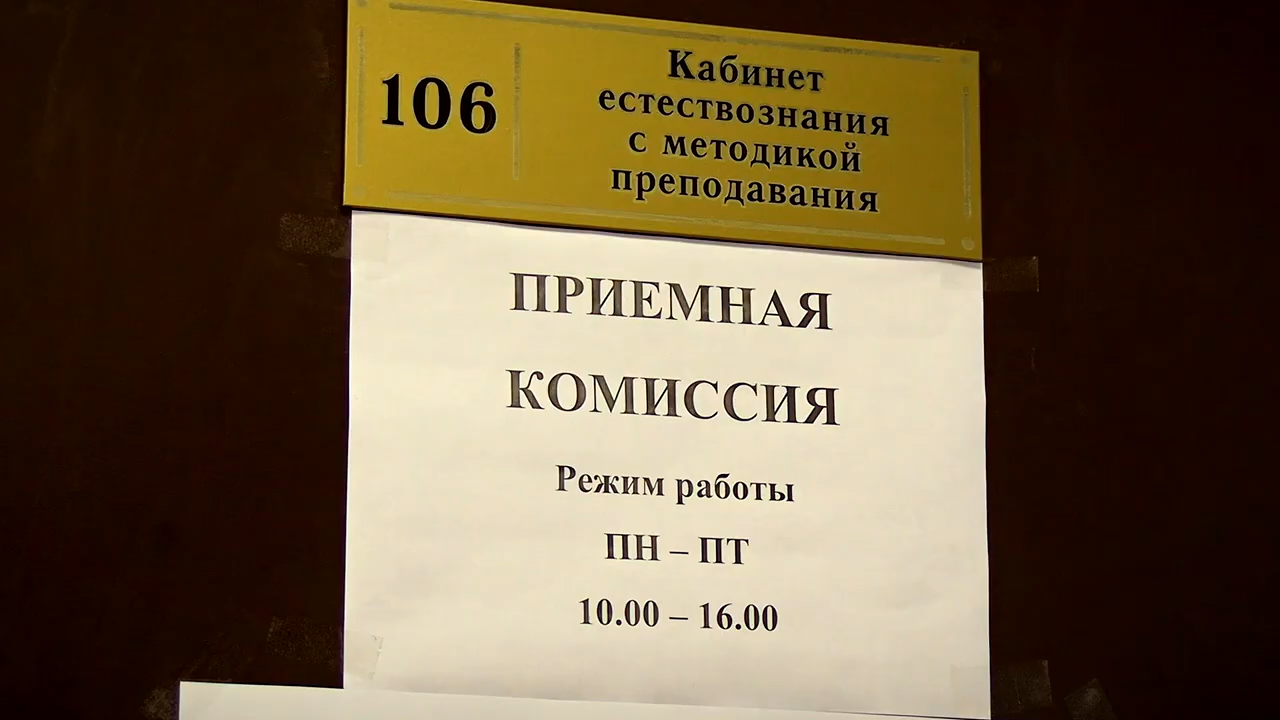 106
Кабинет
естествознания
с методикой
преподавания
ПРИЕМНАЯ
КОМИССИЯ
Режим работы
ПН – ПТ
10.00 – 16.00